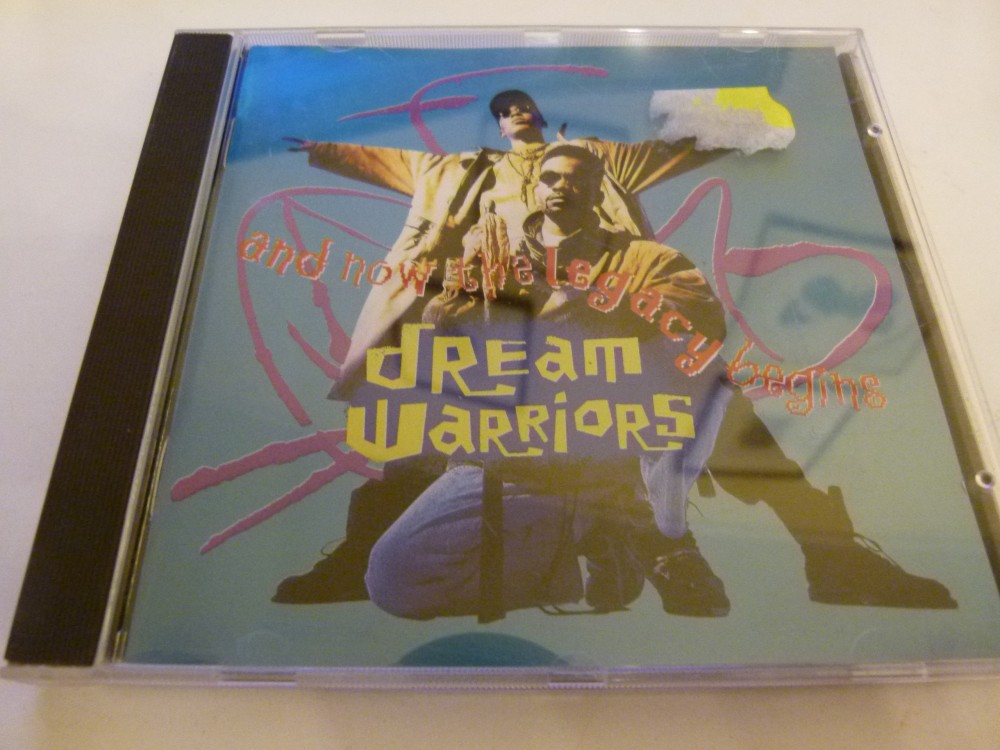 and now the legacy begins
dREam
waRRioRS